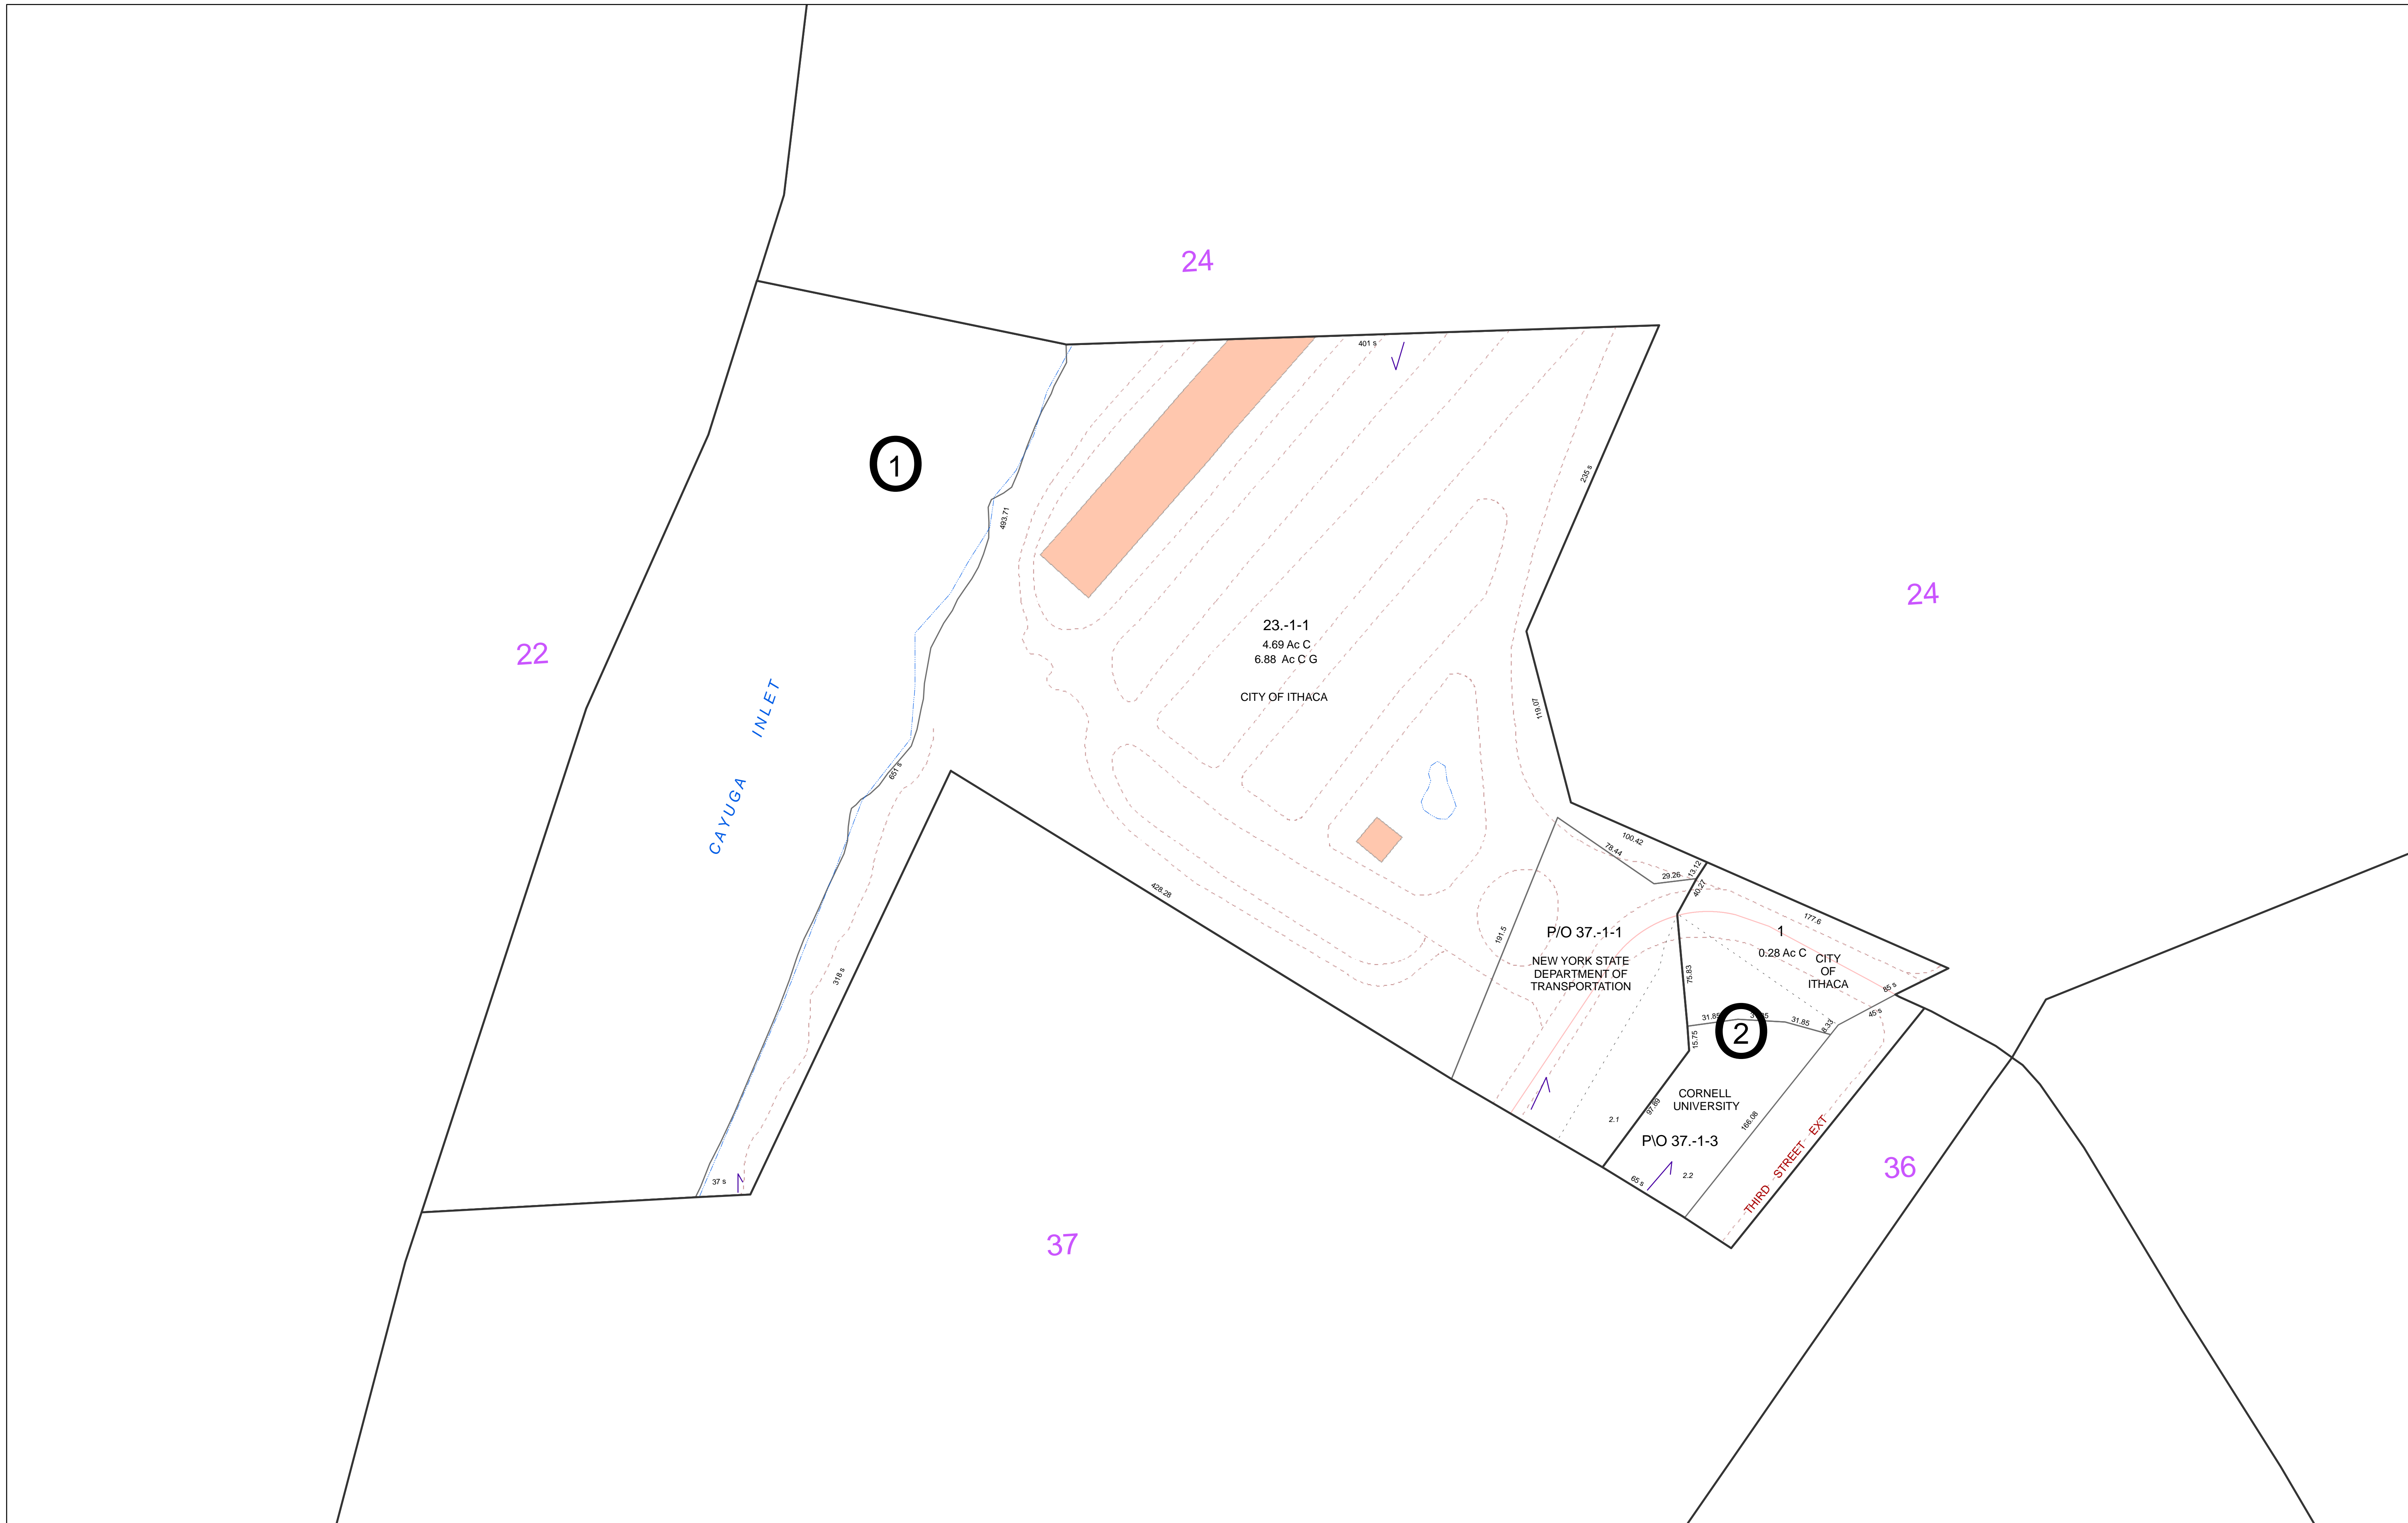 24
401 s
1
235 s
493.71
24
23.-1-1
4.69 Ac C
6.88 Ac C G
22
CITY OF ITHACA
119.07
CAYUGA INLET
651 s
100.42
78.44
13.12
29.26
40.27
428.28
177.6
191.5
P/O 37.-1-1
1
0.28 Ac C
CITY
OF
ITHACA
NEW YORK STATE
DEPARTMENT OF
TRANSPORTATION
318 s
75.83
85 s
31.85
31.85
8.33
45 s
15.75
2
CORNELL
UNIVERSITY
97.89
2.1
166.08
P\O 37.-1-3
THIRD STREET EXT
36
37 s
65 s
2.2
37